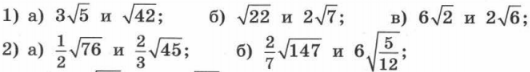 1) а) 3√5 и √42; б) √22 и 2√7; в) 6√2 и 2√6;
2) а) 1/2 √76 и 2/3 √45; б) 2/7 √147 и 6√(5/12);